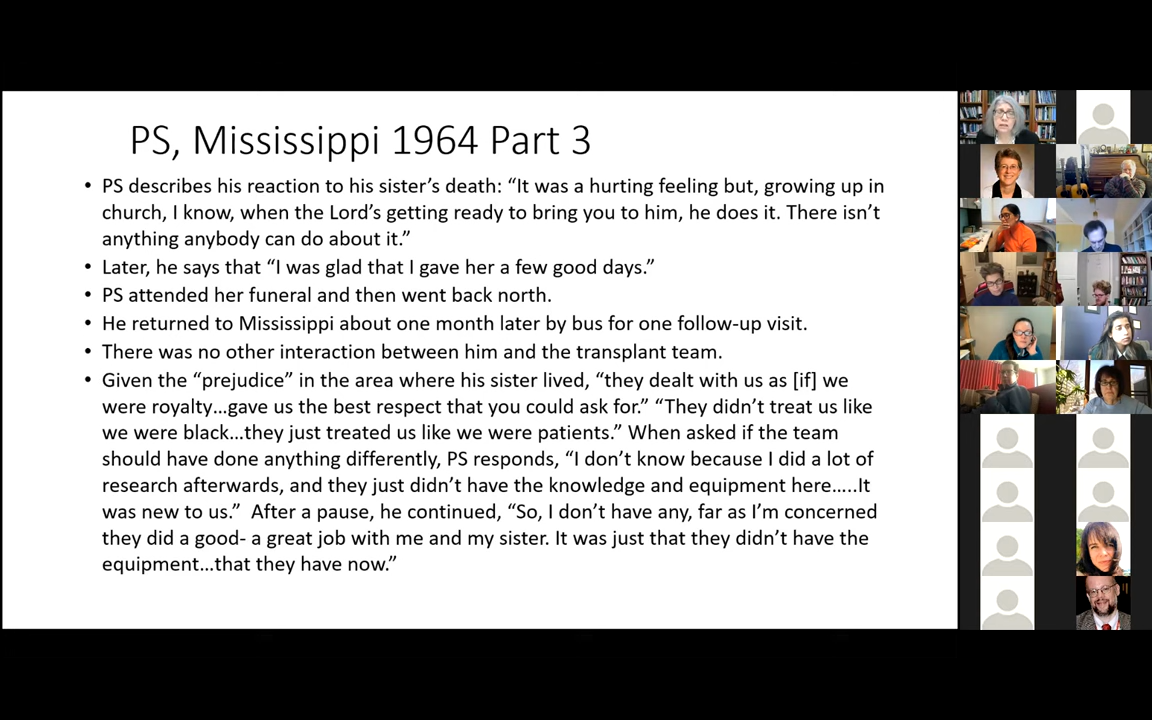 PS, Mississippi 1964 Part 3
• PS describes his reaction to his sister’s death: “It was a hurting feeling but, growing up in
church, I know, when the Lord’s getting ready to bring you to him, he does it. There isn’t
anything anybody can do about it.”
• Later, he says that “I was glad that I gave her a few good days.”
• PS attended her funeral and then went back north.
• He returned to Mississippi about one month later by bus for one follow-up visit.
• There was no other interaction between him and the transplant team.
• Given the “prejudice” in the area where his sister lived, “they dealt with us as [if] we
were royalty…gave us the best respect that you could ask for.” “They didn’t treat us like
we were black…they just treated us like we were patients.” When asked if the team
should have done anything differently, PS responds, “I don’t know because I did a lot of
research afterwards, and they just didn’t have the knowledge and equipment here…..It
was new to us.”  After a pause, he continued, “So, I don’t have any, far as I’m concerned
they did a good- a great job with me and my sister. It was just that they didn’t have the
equipment…that they have now.”